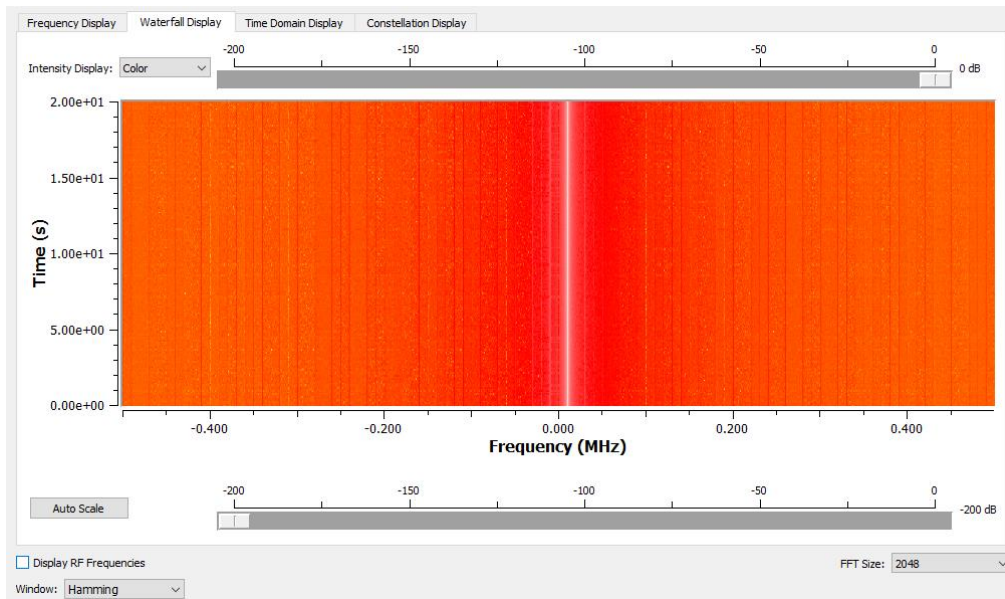 Frequency Display Waterfall Display Time Domain Display Constellation Display
-200 -150 -100 -50 0
Intensity Display: Color 0 dB
2.00e+01
1.50e+01
1.00e+01
5.00e+00
0.00e+00
Time (s)
-0.400 -0.200 0.000 0.200 0.400
Frequency (MHz)
-200 -150 -100 -50 0
Auto Scale -200 dB
Display RF Frequencies FFT Size: 2048
Window: Hamming